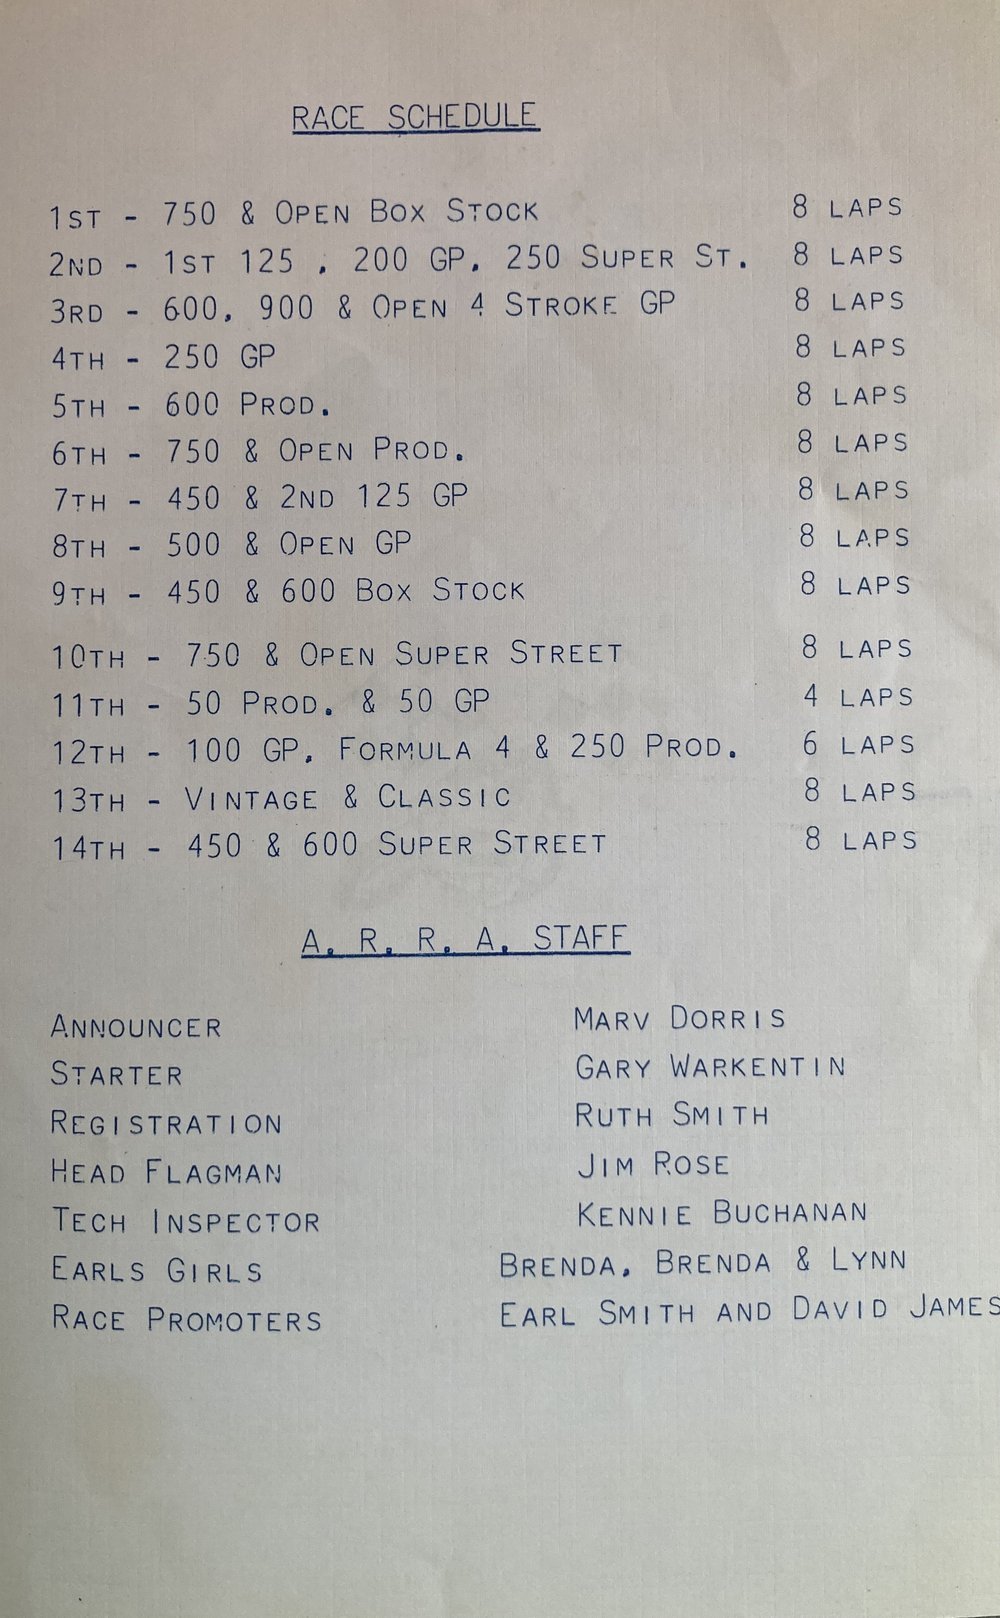 RACE SCHEDULE
1ST - 750 & OPEN BOX STOCK 8 LAPS
2ND - 1ST 125 , 200 GP, 250 SUPER ST. 8 LAPS
3RD - 600, 900 & OPEN 4 STROKE GP 8 LAPS
4TH - 250 GP 8 LAPS
5TH - 600 PROD. 8 LAPS
6TH - 750 & OPEN PROD. 8 LAPS
7TH - 450 & 2ND 125 GP 8 LAPS
8TH - 500 & OPEN GP 8 LAPS
9TH - 450 & 600 BOX STOCK 8 LAPS
10TH - 750 & OPEN SUPER STREET 8 LAPS
11TH - 50 PROD. & 50 GP 4 LAPS
12TH - 100 GP, FORMULA 4 & 250 PROD. 6 LAPS
13TH - VINTAGE & CLASSIC 8 LAPS
14TH - 450 & 600 SUPER STREET 8 LAPS
A. R. R. A. STAFF
ANNOUNCER MARV DORRIS
STARTER GARY WARKENTIN
REGISTRATION RUTH SMITH
HEAD FLAGMAN JIM ROSE
TECH INSPECTOR KENNIE BUCHANAN
EARLS GIRLS BRENDA, BRENDA & LYNN
RACE PROMOTERS EARL SMITH AND DAVID JAMES